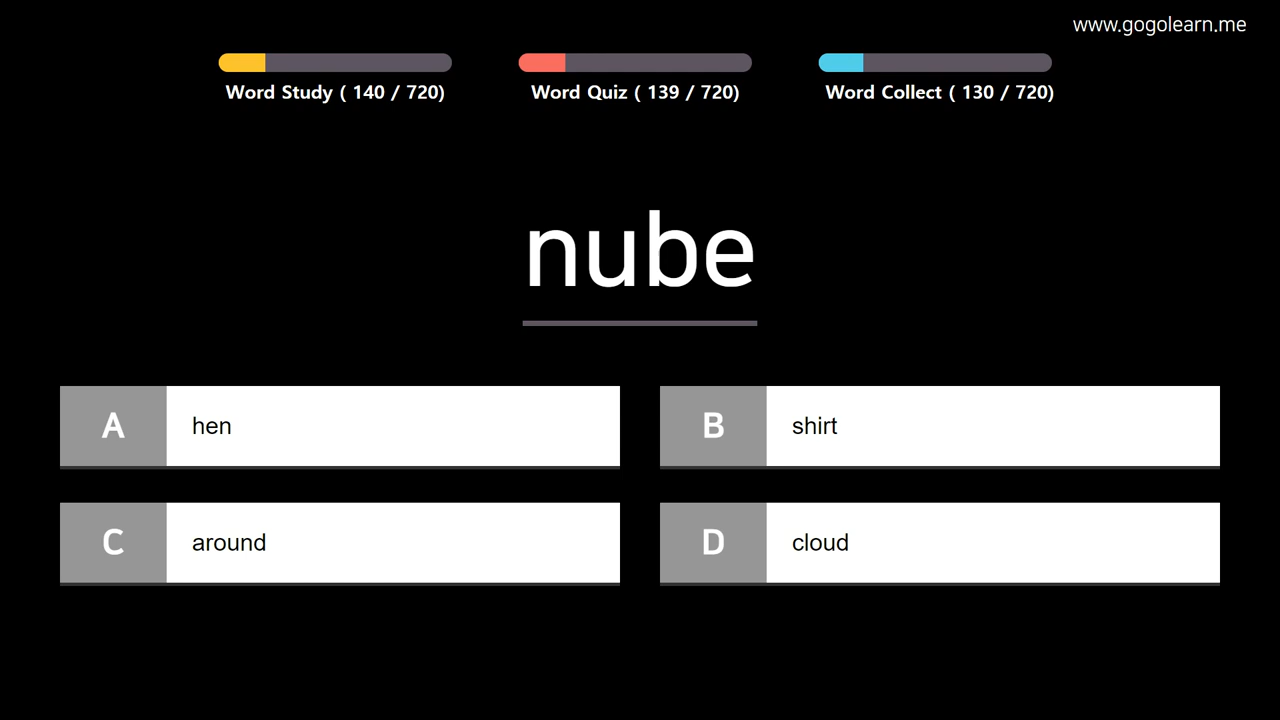 www.gogolearn.me
Word Study ( 140 / 720)
Word Quiz ( 139 / 720)
Word Collect ( 130 / 720)
nube
A hen
B shirt
C around
D cloud